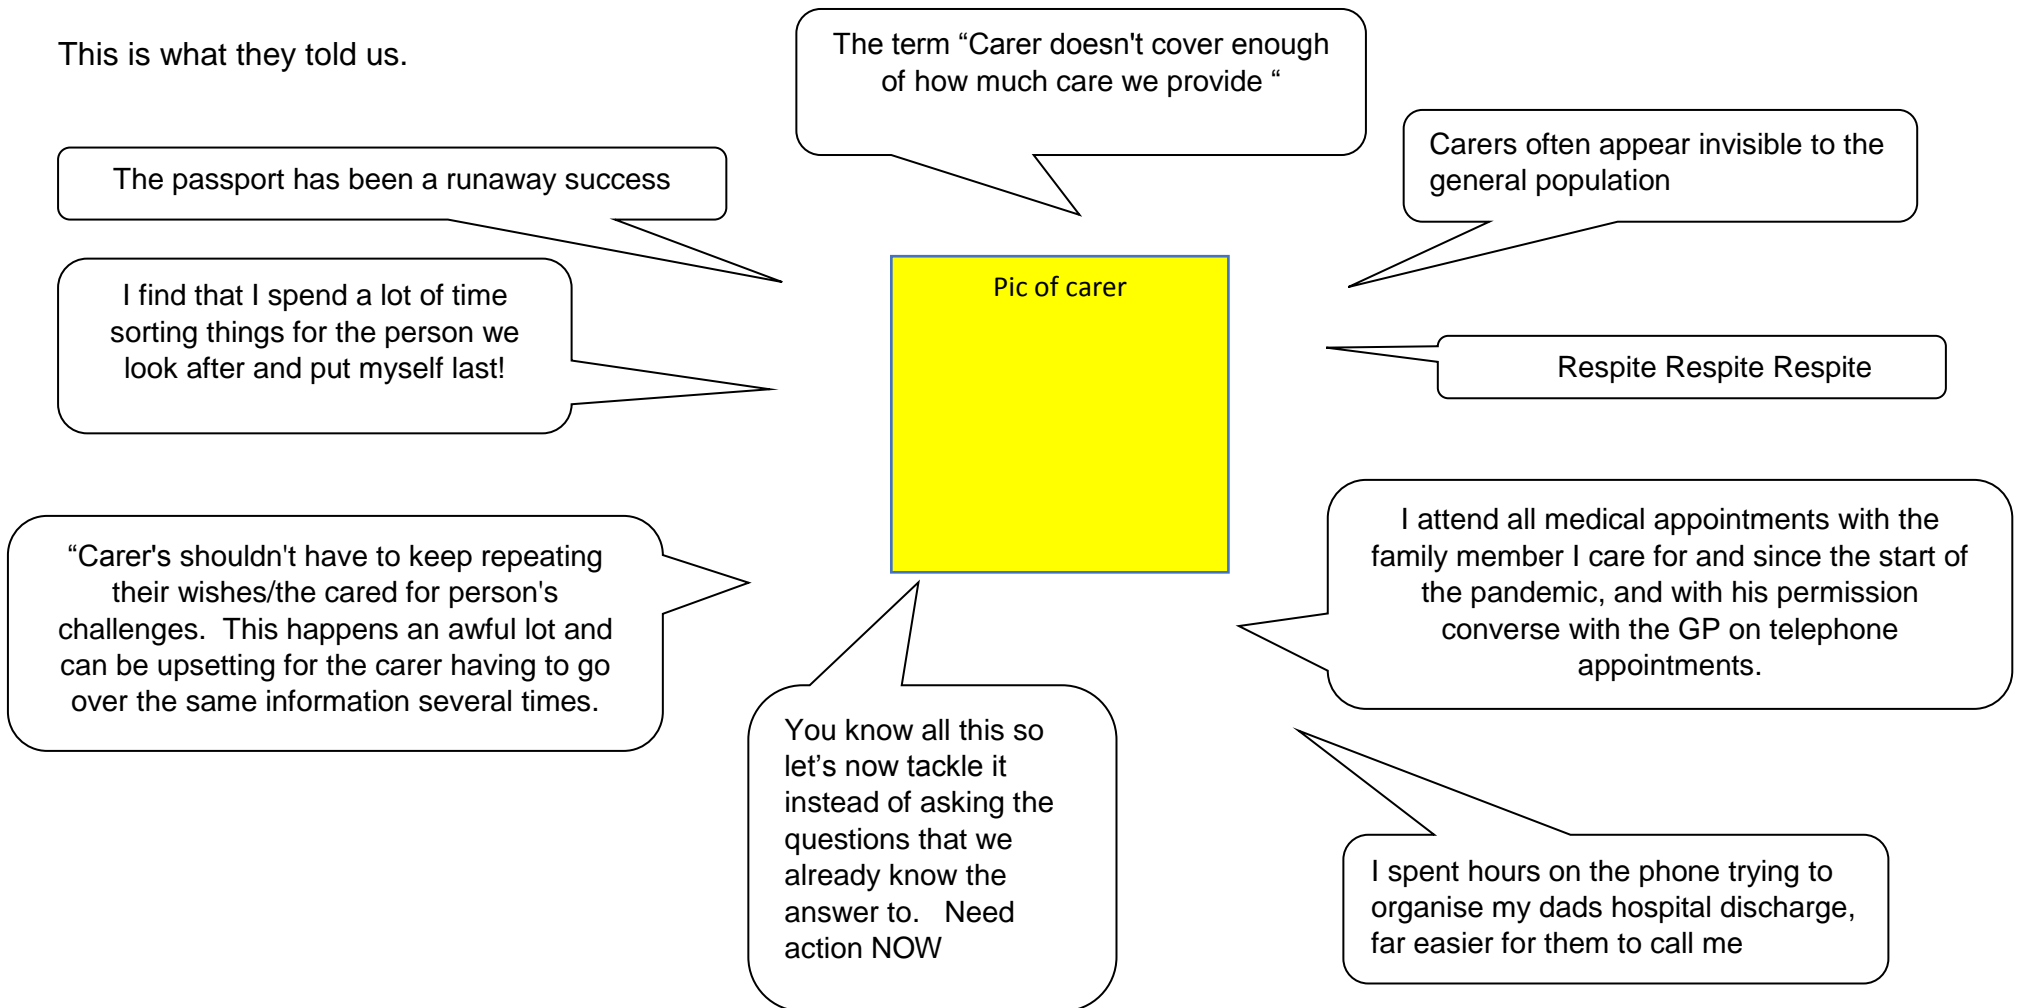 This is what they told us.
The term “Carer doesn't cover enough
of how much care we provide “
The passport has been a runaway success
Carers often appear invisible to the
general population
I find that I spend a lot of time
sorting things for the person we
look after and put myself last!
Pic of carer
Respite Respite Respite
“Carer's shouldn't have to keep repeating
their wishes/the cared for person's
challenges.  This happens an awful lot and
can be upsetting for the carer having to go
over the same information several times.
I attend all medical appointments with the
family member I care for and since the start of
the pandemic, and with his permission
converse with the GP on telephone
appointments.
You know all this so
let’s now tackle it
instead of asking the
questions that we
already know the
answer to.   Need
action NOW
I spent hours on the phone trying to
organise my dads hospital discharge,
far easier for them to call me